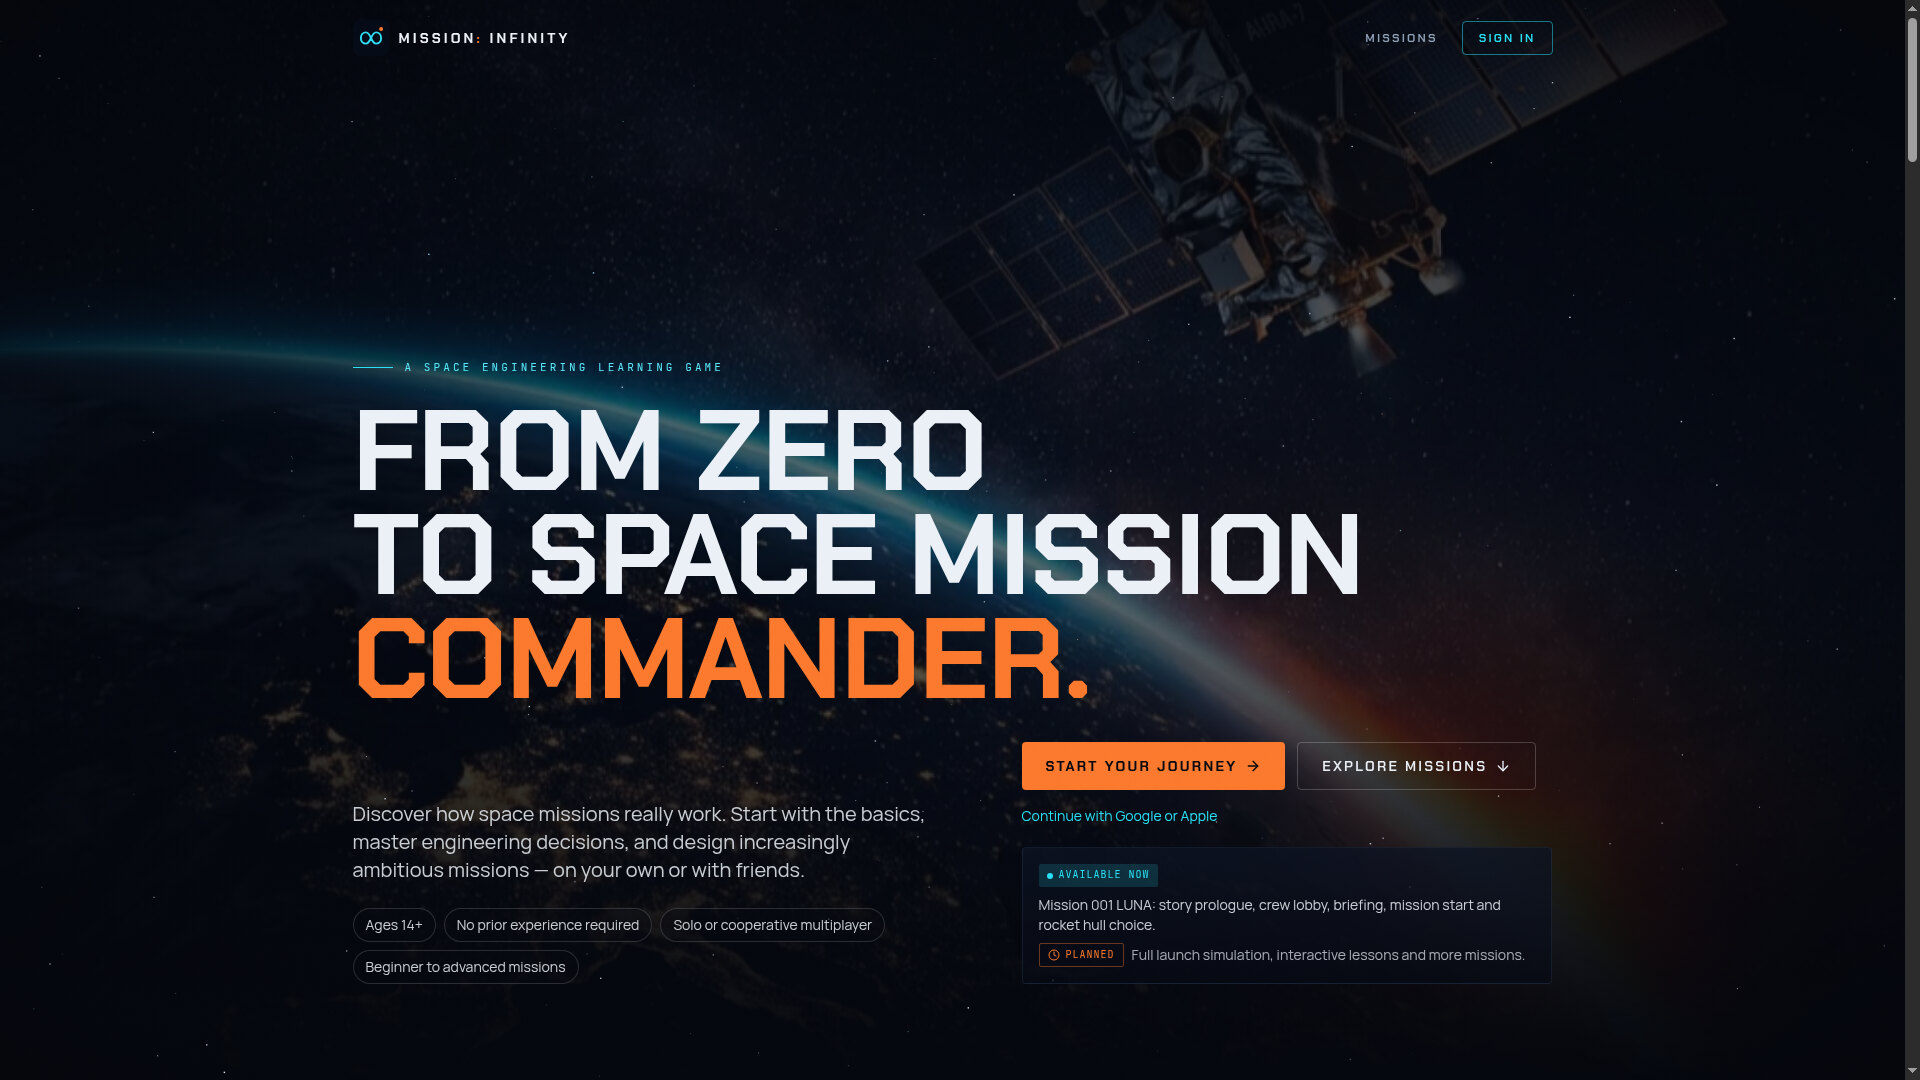 MISSION: INFINITY
MISSIONS
SIGN IN
AURA-7
A SPACE ENGINEERING LEARNING GAME
FROM ZERO
TO SPACE MISSION
COMMANDER.
Discover how space missions really work. Start with the basics,
master engineering decisions, and design increasingly
ambitious missions — on your own or with friends.
Ages 14+
No prior experience required
Solo or cooperative multiplayer
Beginner to advanced missions
START YOUR JOURNEY →
EXPLORE MISSIONS ↓
Continue with Google or Apple
AVAILABLE NOW
Mission 001 LUNA: story prologue, crew lobby, briefing, mission start and
rocket hull choice.
PLANNED
Full launch simulation, interactive lessons and more missions.